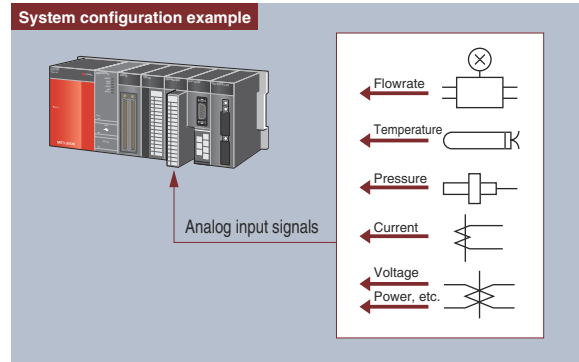 System configuration example
Flowrate
Temperature
Pressure
Current
Voltage
Power, etc.
Analog input signals